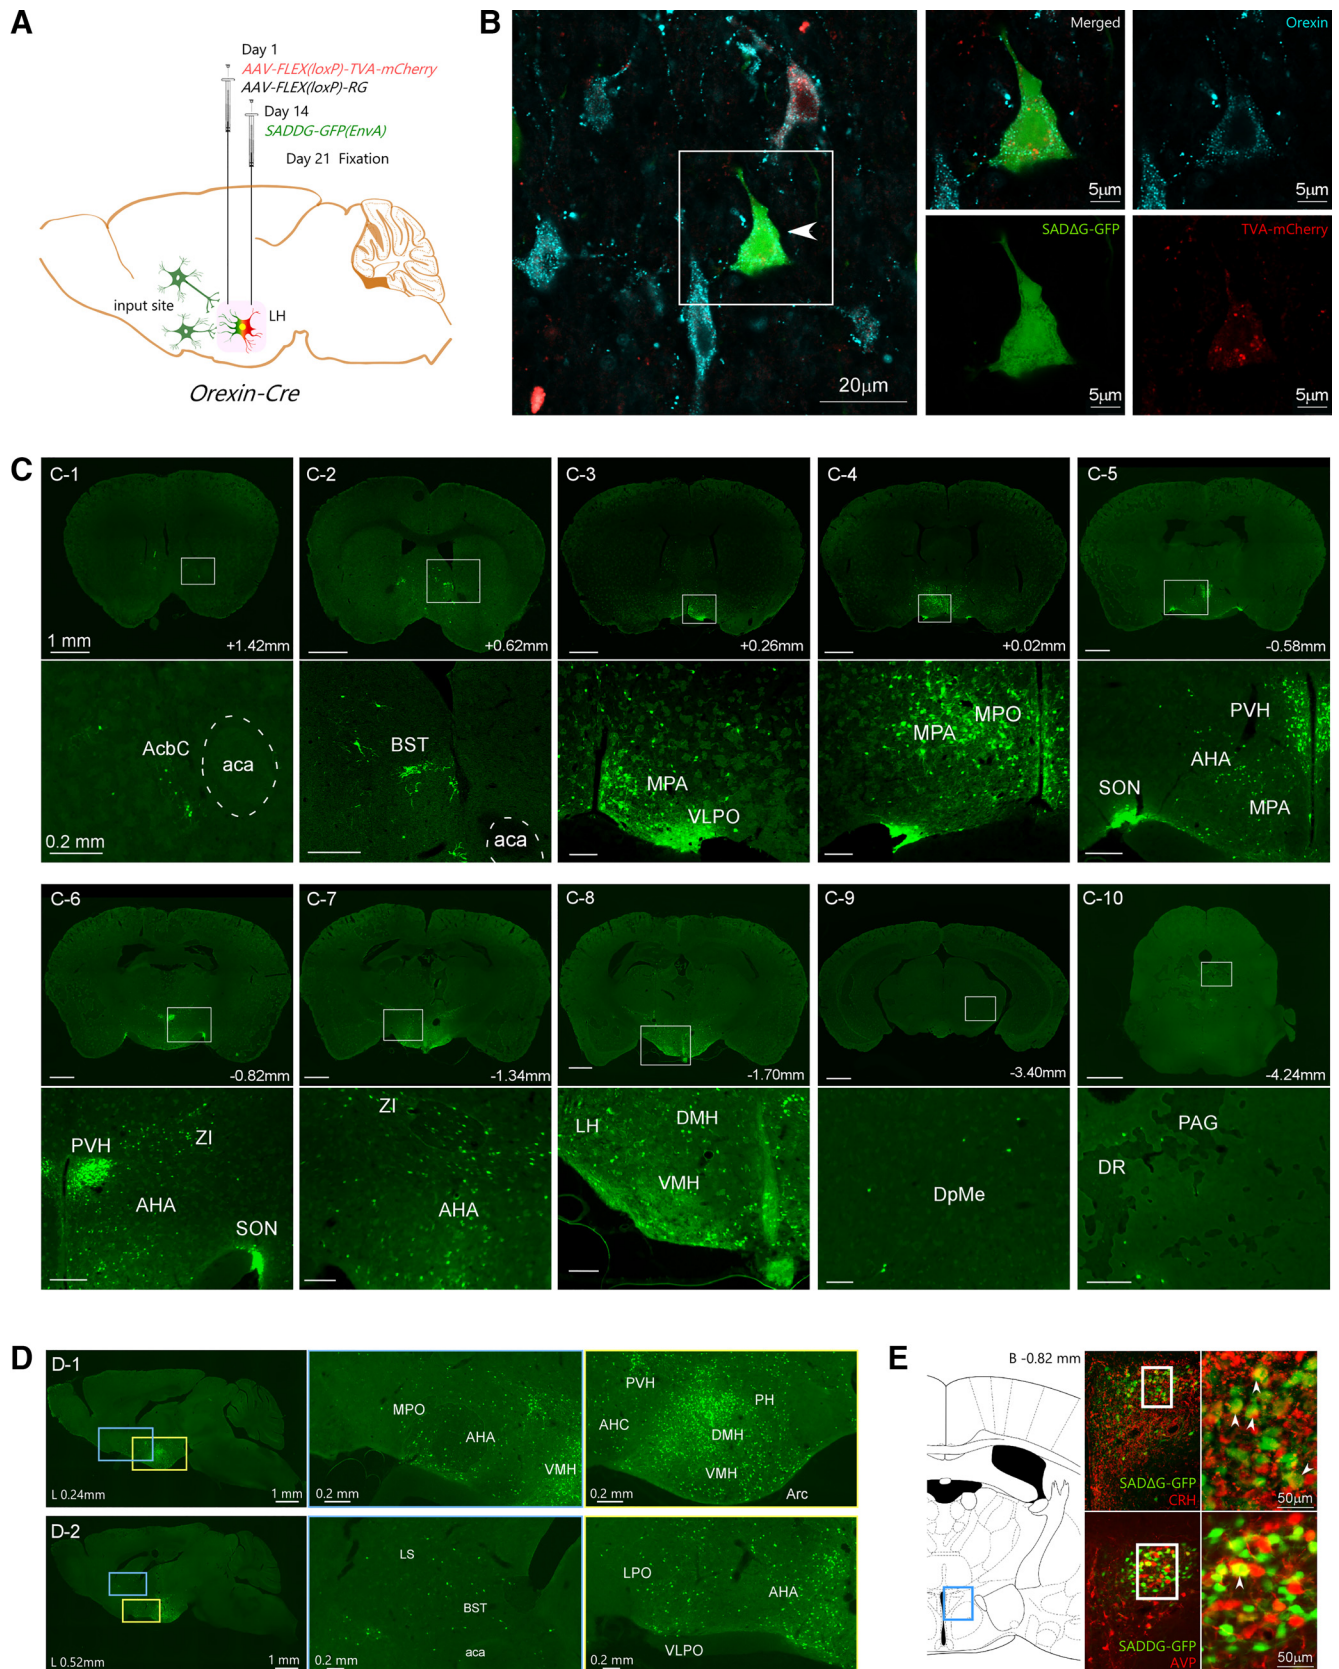 A
Day 1
AAV-FLEX(loxP)-TVA-mCherry
AAV-FLEX(loxP)-RG
Day 14
SADDG-GFP(EnvA)
Day 21 Fixation
input site
LH
Orexin-Cre
B
20μm
Merged
5μm
Orexin
5μm
SADΔG-GFP
5μm
TVA-mCherry
5μm
C
C-1
1 mm
+1.42mm
AcbC
aca
0.2 mm
C-2
+0.62mm
BST
aca
C-3
+0.26mm
MPA
VLPO
C-4
+0.02mm
MPO
MPA
C-5
-0.58mm
PVH
AHA
SON
MPA
C-6
-0.82mm
ZI
PVH
AHA
SON
C-7
-1.34mm
ZI
AHA
C-8
-1.70mm
DMH
LH
VMH
C-9
-3.40mm
DpMe
C-10
-4.24mm
PAG
DR
D
D-1
L 0.24mm
1 mm
MPO
AHA
VMH
0.2 mm
PVH
PH
AHC
DMH
VMH
0.2 mm
Arc
D-2
L 0.52mm
1 mm
LS
BST
aca
0.2 mm
LPO
AHA
VLPO
0.2 mm
E
B -0.82 mm
SADΔG-GFP
CRH
50μm
SADDG-GFP
AVP
50μm